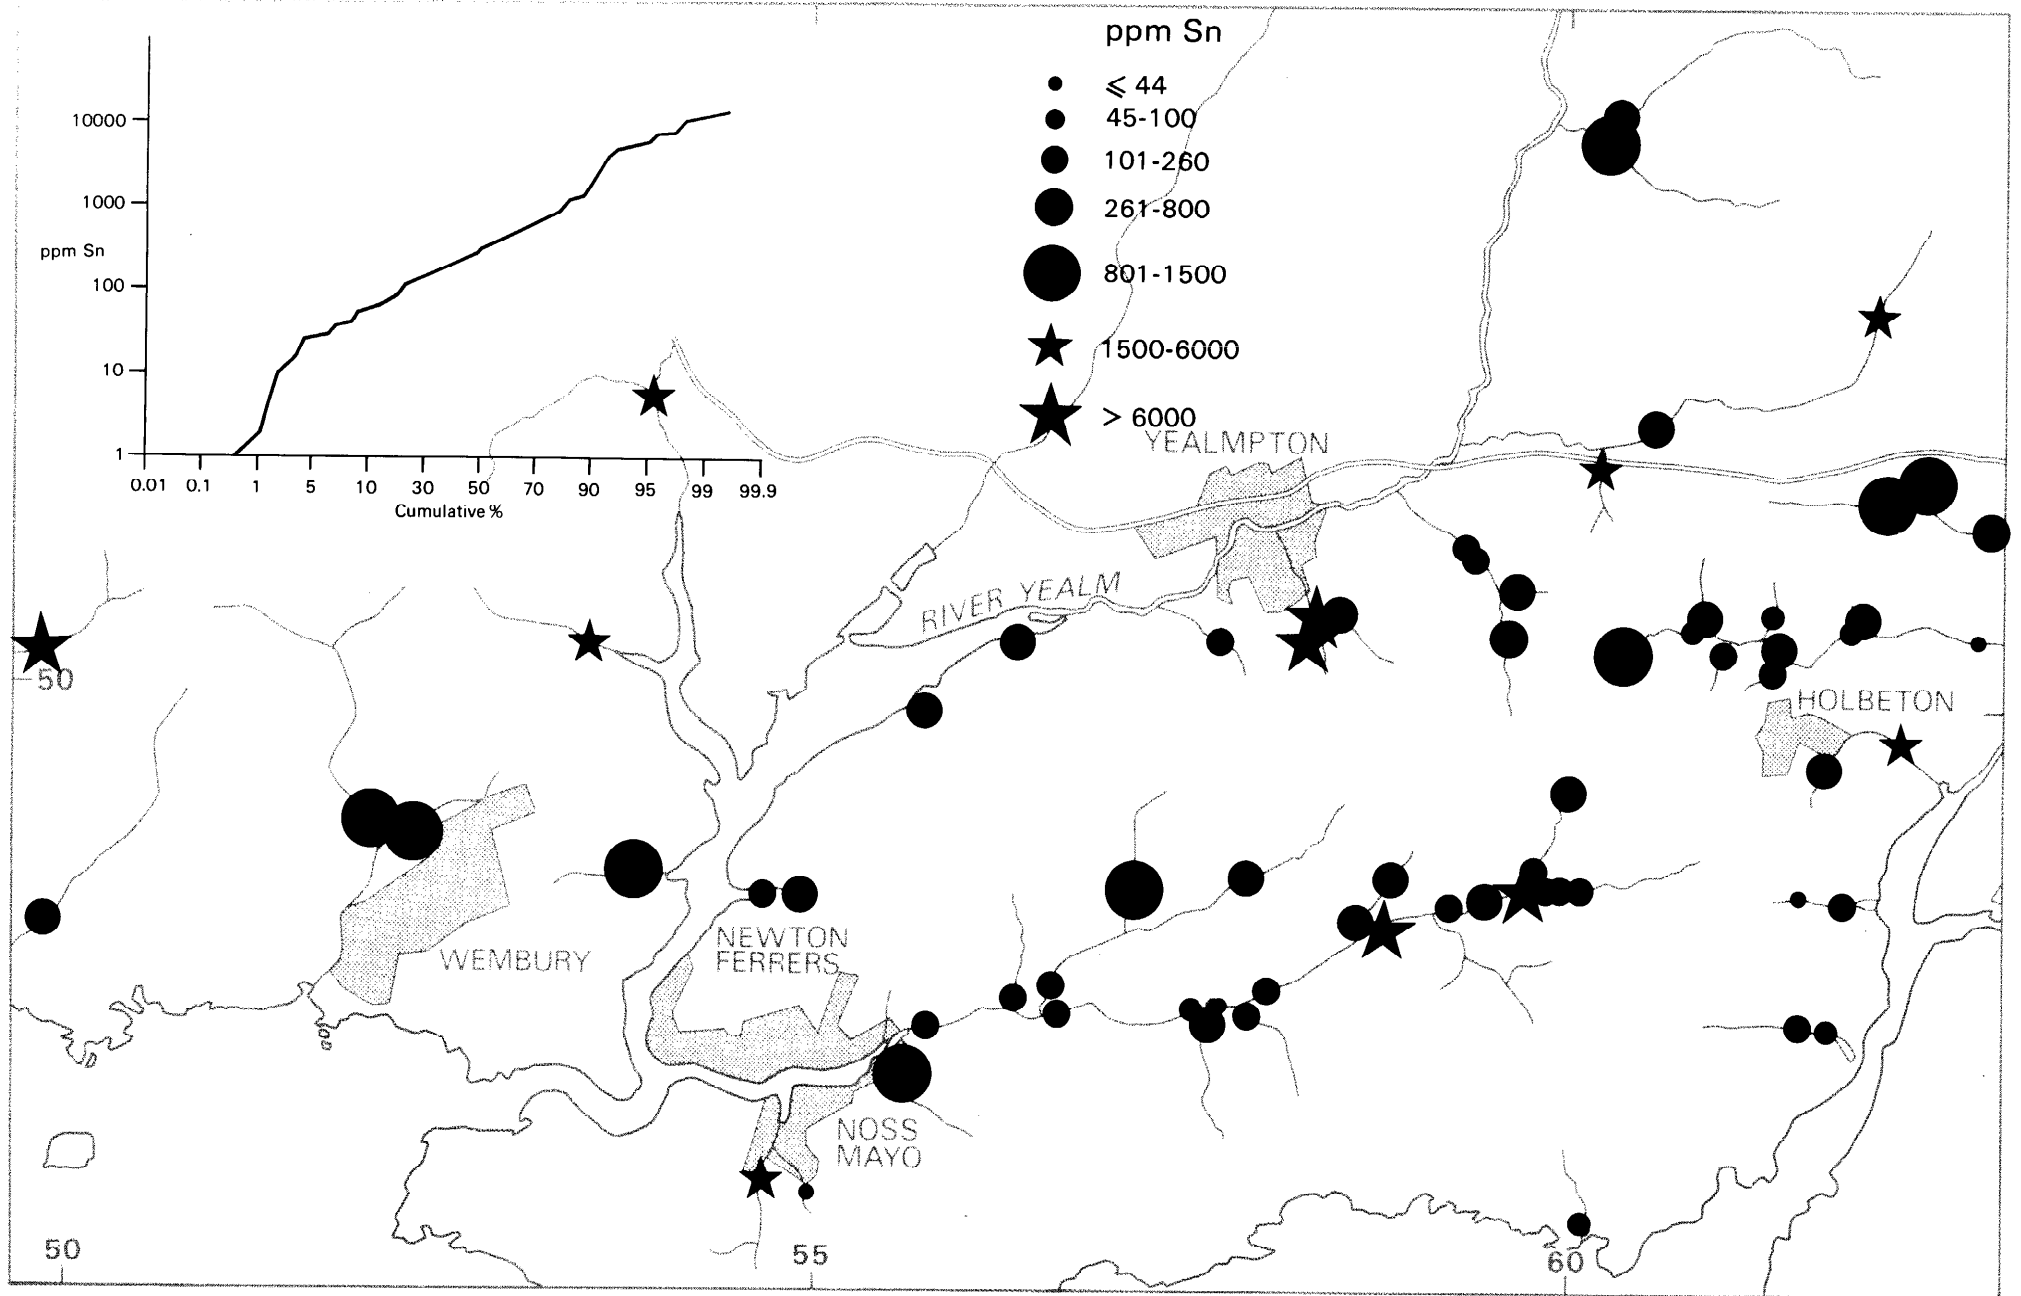 ppm Sn
⩽ 44
45-100
101-260
261-800
801-1500
1500-6000
> 6000
10000
1000
ppm Sn
100
10
1
0.01 0.1 1 5 10 30 50 70 90 95 99 99.9
Cumulative %
YEALMPTON
RIVER YEALM
50
HOLBETON
WEMBURY
NEWTON
FERRERS
NOSS
MAYO
50
55
60